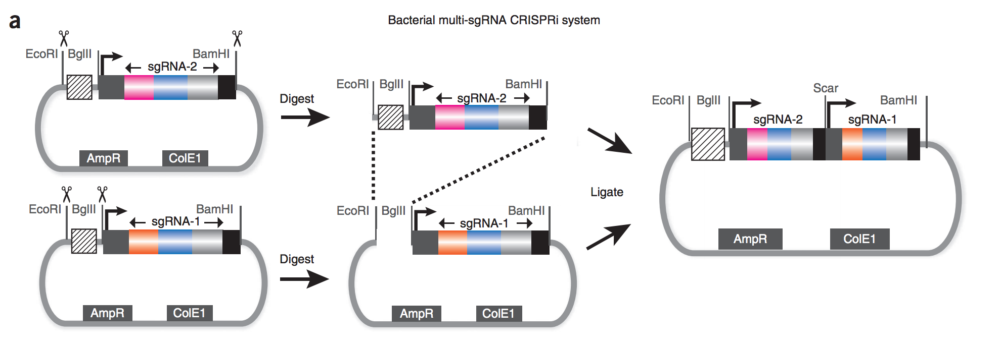 a
Bacterial multi-sgRNA CRISPRi system
EcoRI BglII BamHI
sgRNA-2
AmpR ColE1
Digest
EcoRI BglII BamHI
sgRNA-2
EcoRI BglII BamHI
sgRNA-1
AmpR ColE1
Digest
EcoRI BglII BamHI
sgRNA-1
AmpR ColE1
Ligate
Scar
EcoRI BglII BamHI
sgRNA-2 sgRNA-1
AmpR ColE1